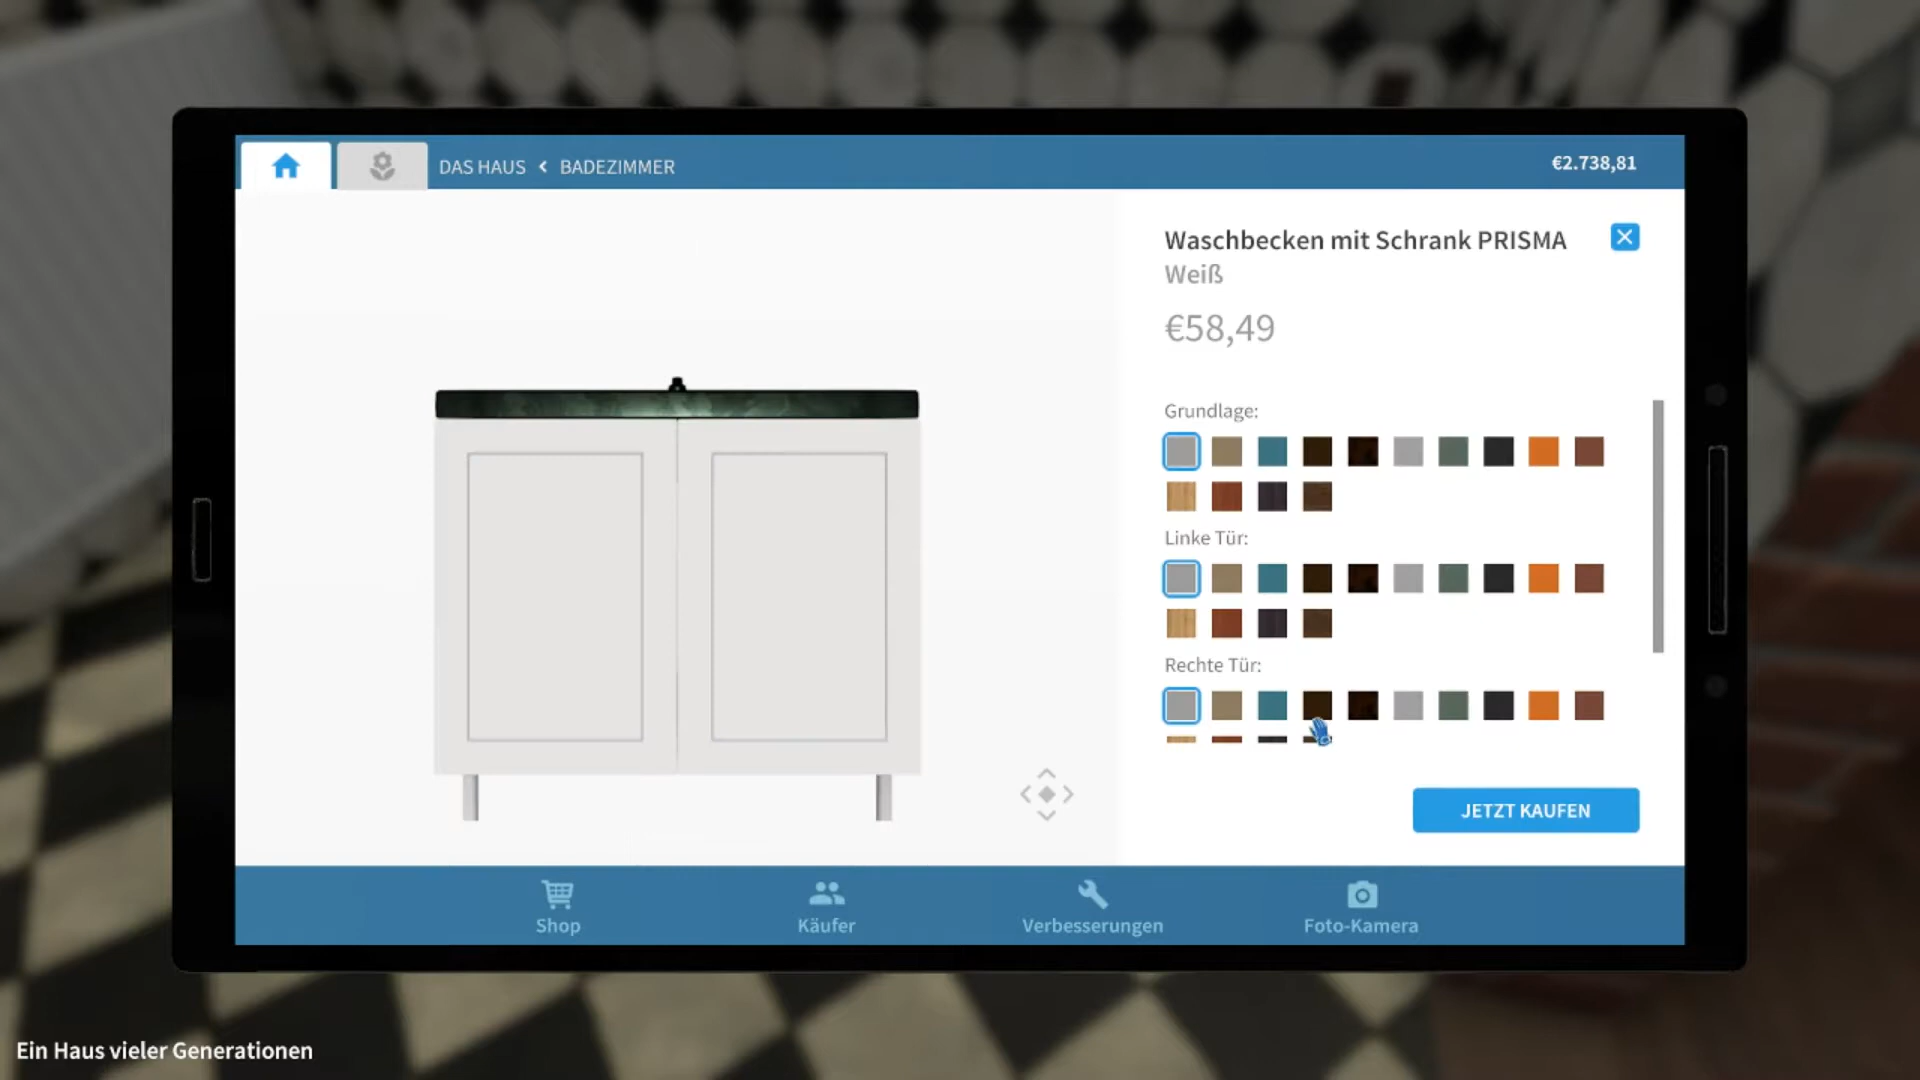 DAS HAUS < BADEZIMMER
€2.738,81
Waschbecken mit Schrank PRISMA
Weiß
€58,49
Grundlage:
Linke Tür:
Rechte Tür:
JETZT KAUFEN
Shop
Käufer
Verbesserungen
Foto-Kamera
Ein Haus vieler Generationen